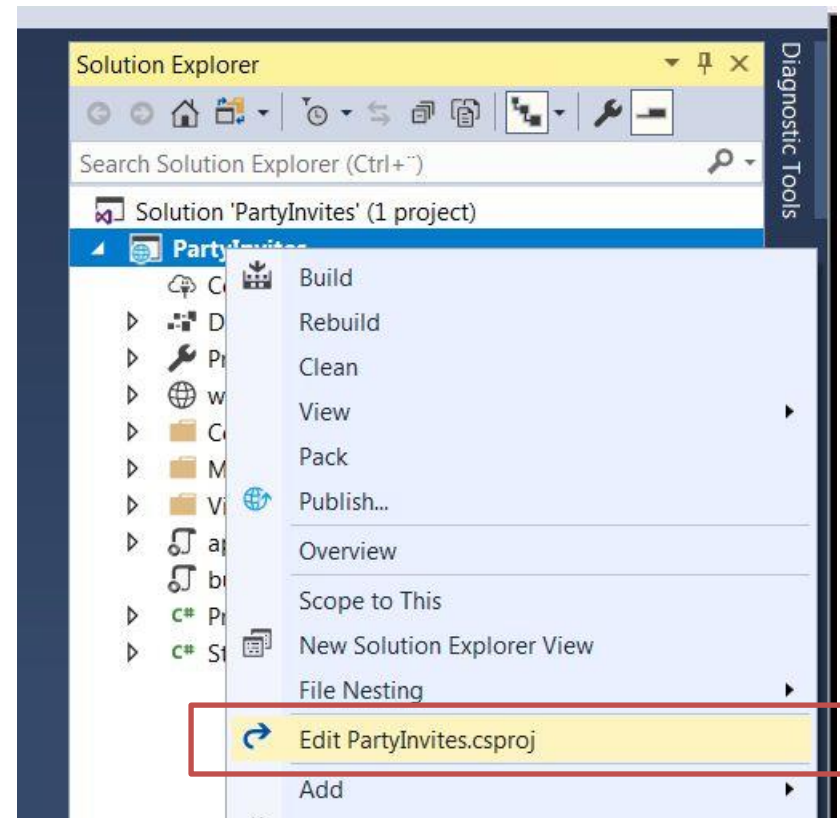 Solution Explorer
Search Solution Explorer (Ctrl+¨)
Solution 'PartyInvites' (1 project)
PartyInvites
Build
Rebuild
Clean
View
Pack
Publish...
Overview
Scope to This
New Solution Explorer View
File Nesting
Edit PartyInvites.csproj
Add
C#
C#
Diagnostic Tools